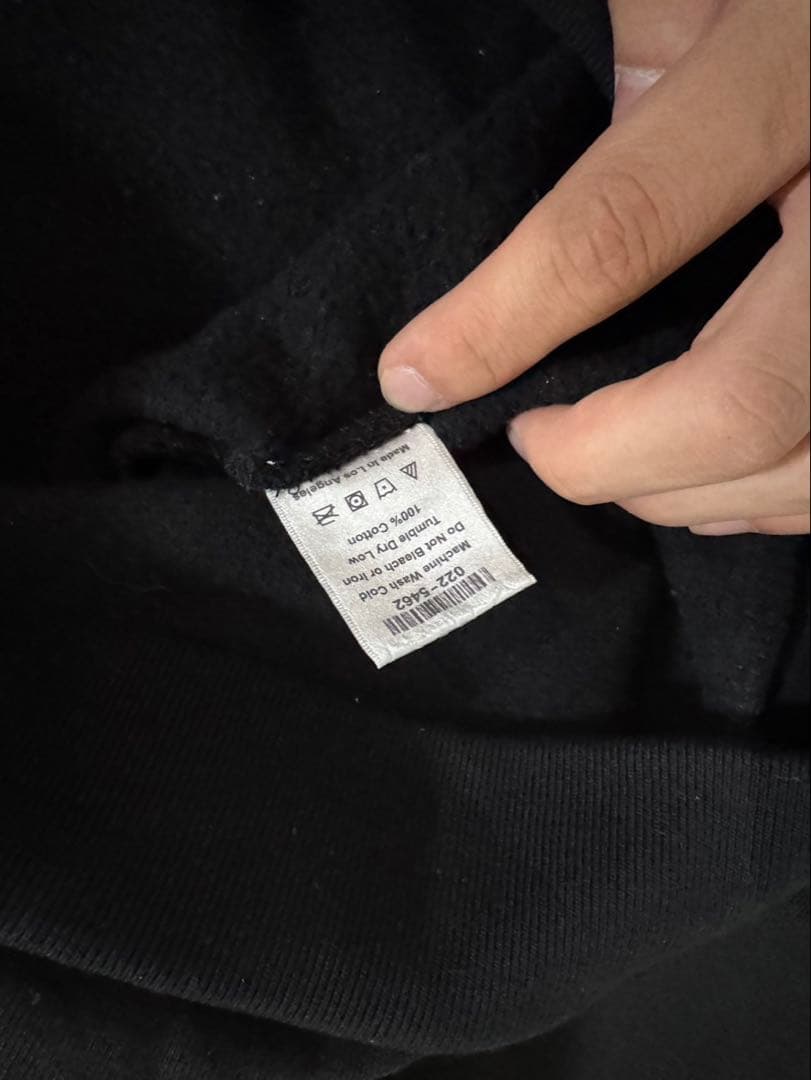 022-5462
Machine Wash Cold
Do Not Bleach or Iron
Tumble Dry Low
100% Cotton
Made in Los Angeles